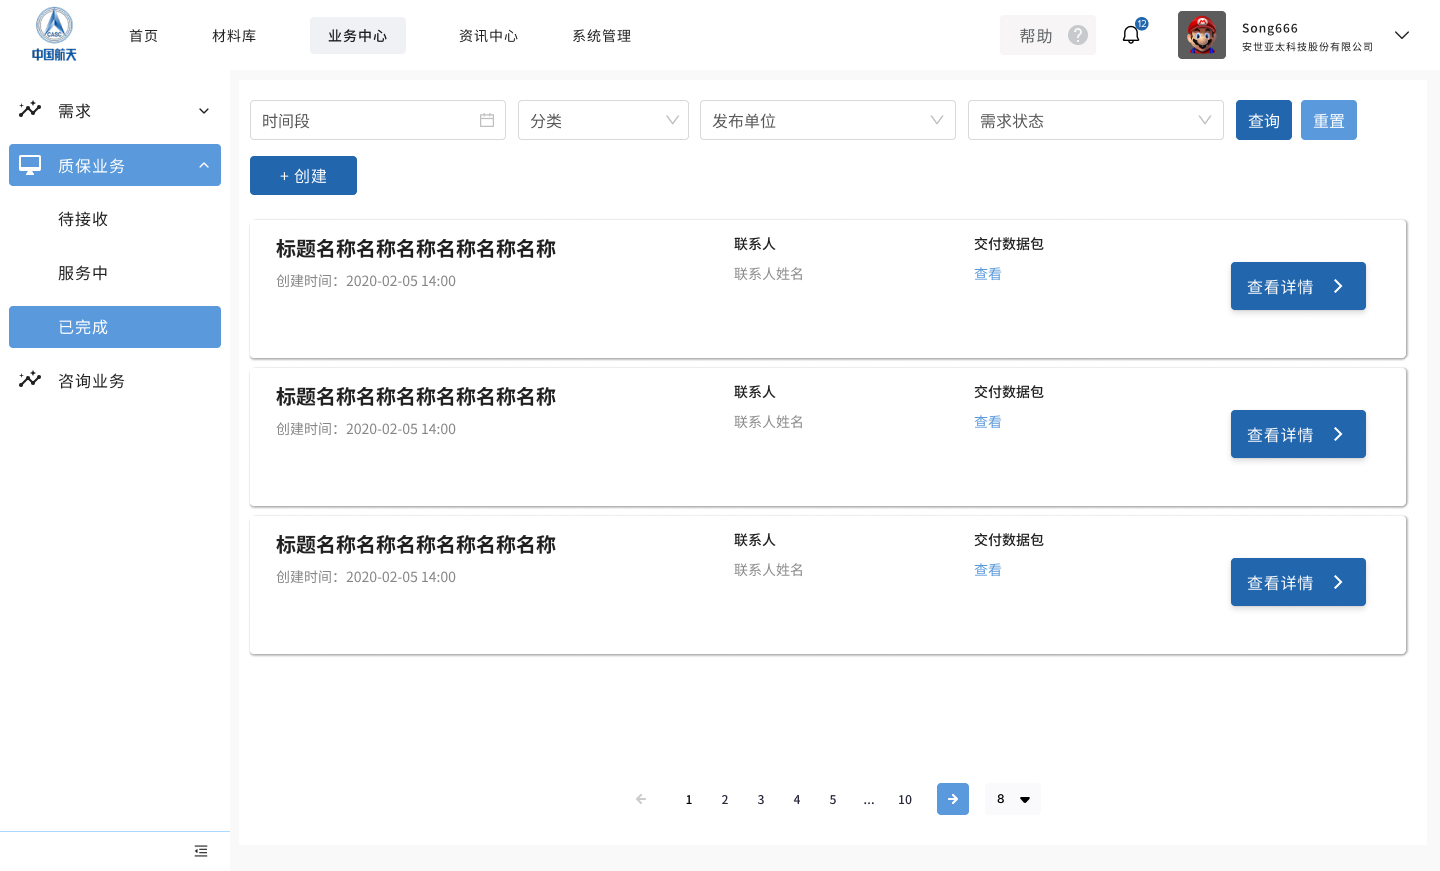 CASC
中国航天
首页
材料库
业务中心
资讯中心
系统管理
帮助
12
Song666
安世亚太科技股份有限公司
需求
质保业务
待接收
服务中
已完成
咨询业务
时间段
分类
发布单位
需求状态
查询
重置
+ 创建
标题名称名称名称名称名称名称
创建时间：2020-02-05 14:00
联系人
联系人姓名
交付数据包
查看
查看详情
标题名称名称名称名称名称名称
创建时间：2020-02-05 14:00
联系人
联系人姓名
交付数据包
查看
查看详情
标题名称名称名称名称名称名称
创建时间：2020-02-05 14:00
联系人
联系人姓名
交付数据包
查看
查看详情
1 2 3 4 5 ... 10
8